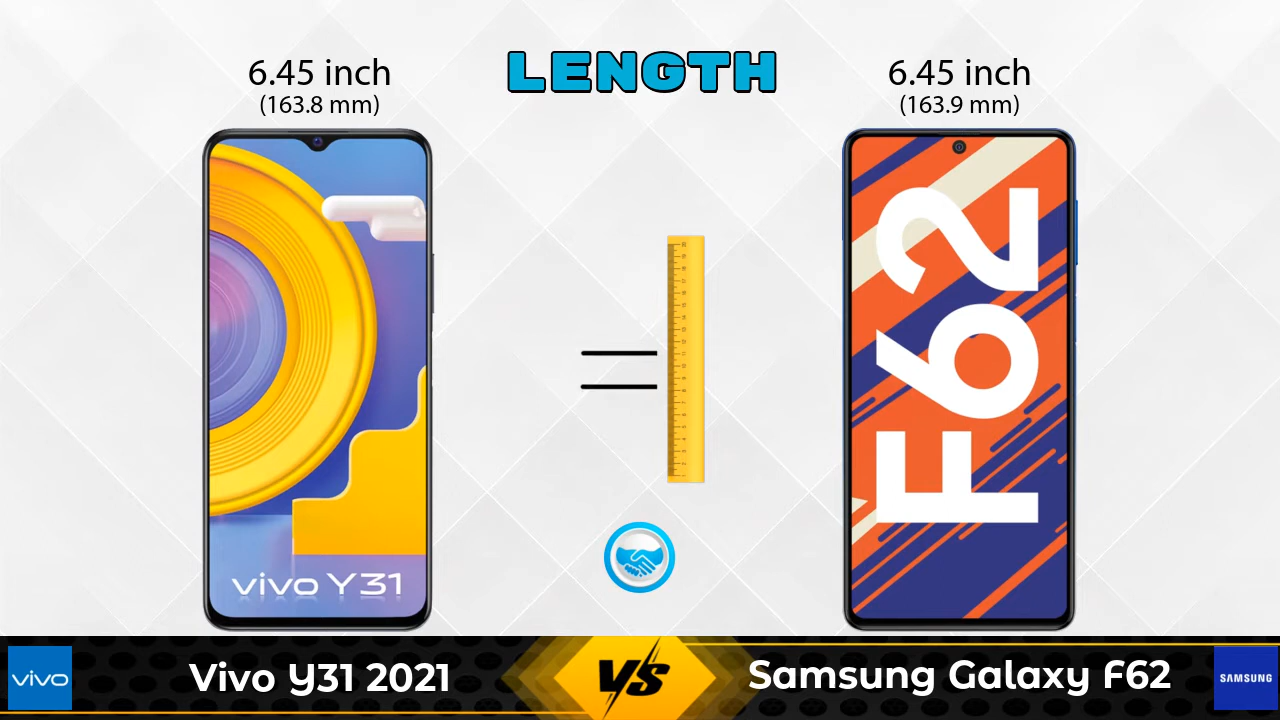 LENGTH
6.45 inch
(163.8 mm)
6.45 inch
(163.9 mm)
vivo Y31
F62
vivo
Vivo Y31 2021
VS
Samsung Galaxy F62
SAMSUNG